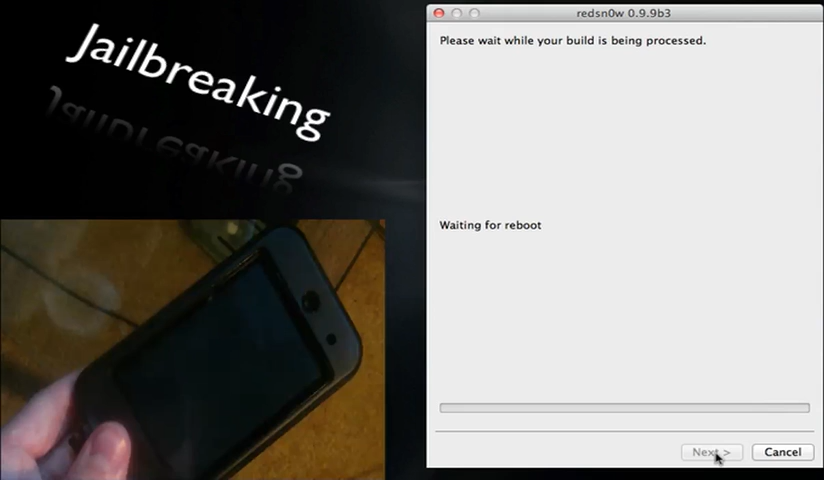 Jailbreaking
redsn0w 0.9.9b3
Please wait while your build is being processed.
Waiting for reboot
Next >
Cancel